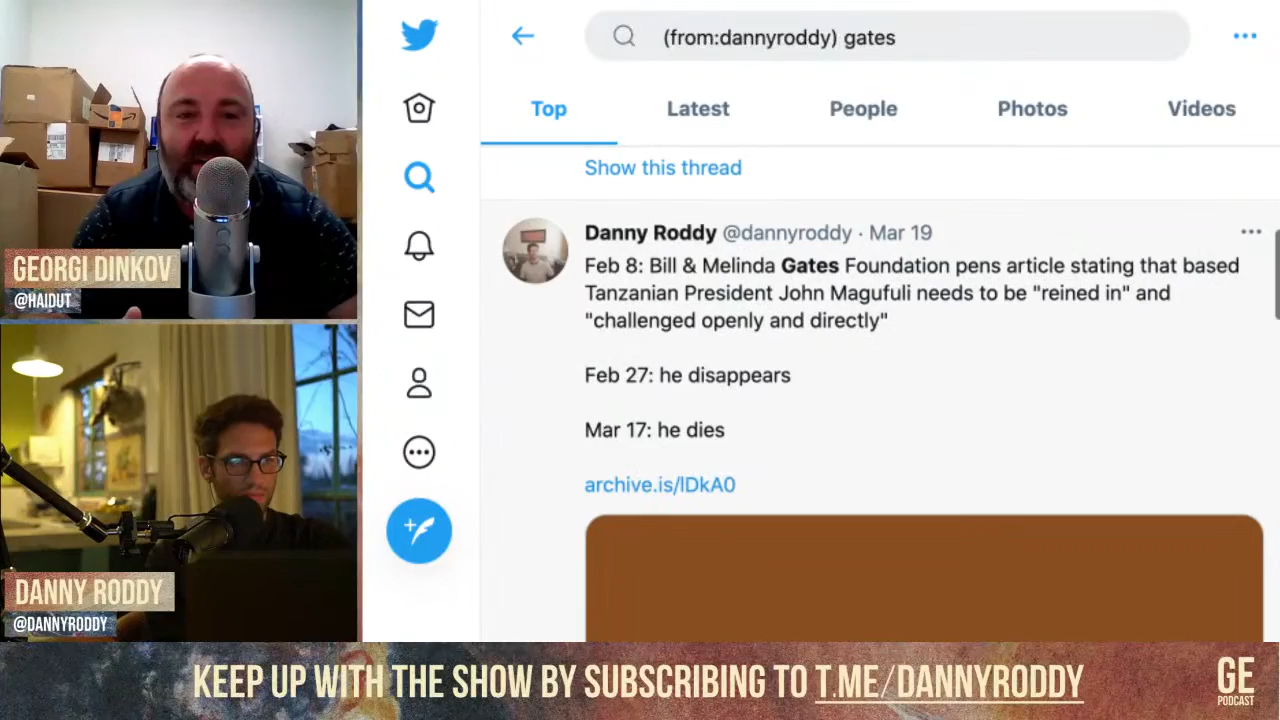 GEORGI DINKOV
@HAIDUT
DANNY RODDY
@DANNYRODDY
(from:dannyroddy) gates
Top
Latest
People
Photos
Videos
Show this thread
Danny Roddy @dannyroddy · Mar 19
Feb 8: Bill & Melinda Gates Foundation pens article stating that based
Tanzanian President John Magufuli needs to be "reined in" and
"challenged openly and directly"
Feb 27: he disappears
Mar 17: he dies
archive.is/lDkA0
KEEP UP WITH THE SHOW BY SUBSCRIBING TO T.ME/DANNYRODDY
GE
PODCAST